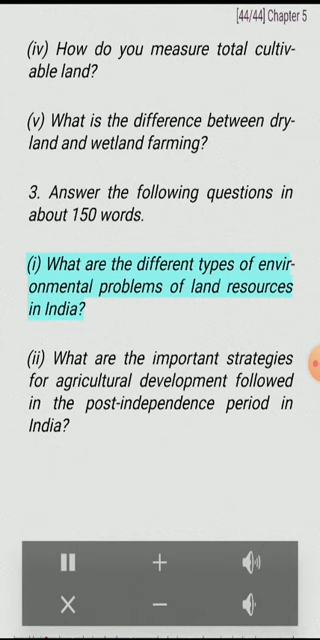 [44/44] Chapter 5
(iv) How do you measure total cultiv-
able land?
(v) What is the difference between dry-
land and wetland farming?
3. Answer the following questions in
about 150 words.
(i) What are the different types of envir-
onmental problems of land resources
in India?
(ii) What are the important strategies
for agricultural development followed
in the post-independence period in
India?